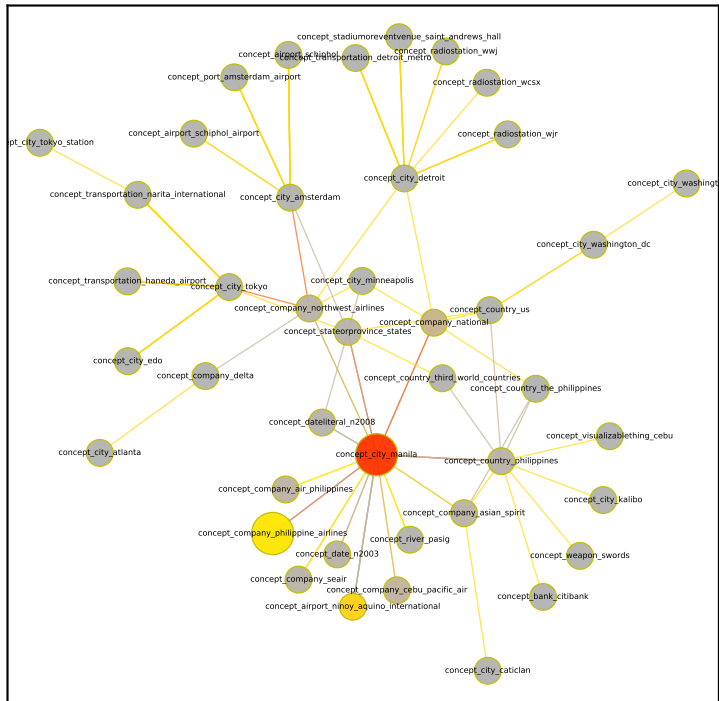 concept_stadiumoreventvenue_saint_andrews_hall
concept_radiostation_wwj
concept_airport_schiphol
concept_transportation_detroit_metro
concept_port_amsterdam_airport
concept_radiostation_wcsx
concept_airport_schiphol_airport
concept_radiostation_wjr
ept_city_tokyo_station
concept_city_detroit
concept_city_washingt
concept_transportation_narita_international
concept_city_amsterdam
concept_city_washington_dc
concept_transportation_haneda_airport
concept_city_minneapolis
concept_city_tokyo
concept_company_northwest_airlines
concept_country_us
concept_company_national
concept_stateorprovince_states
concept_city_edo
concept_company_delta
concept_country_third_world_countries
concept_country_the_philippines
concept_dateliteral_n2008
concept_visualizablething_cebu
concept_city_atlanta
concept_city_manila
concept_country_philippines
concept_company_air_philippines
concept_city_kalibo
concept_company_asian_spirit
concept_company_philippine_airlines
concept_river_pasig
concept_date_n2003
concept_weapon_swords
concept_company_seair
concept_company_cebu_pacific_air
concept_bank_citibank
concept_airport_ninoy_aquino_international
concept_city_caticlan